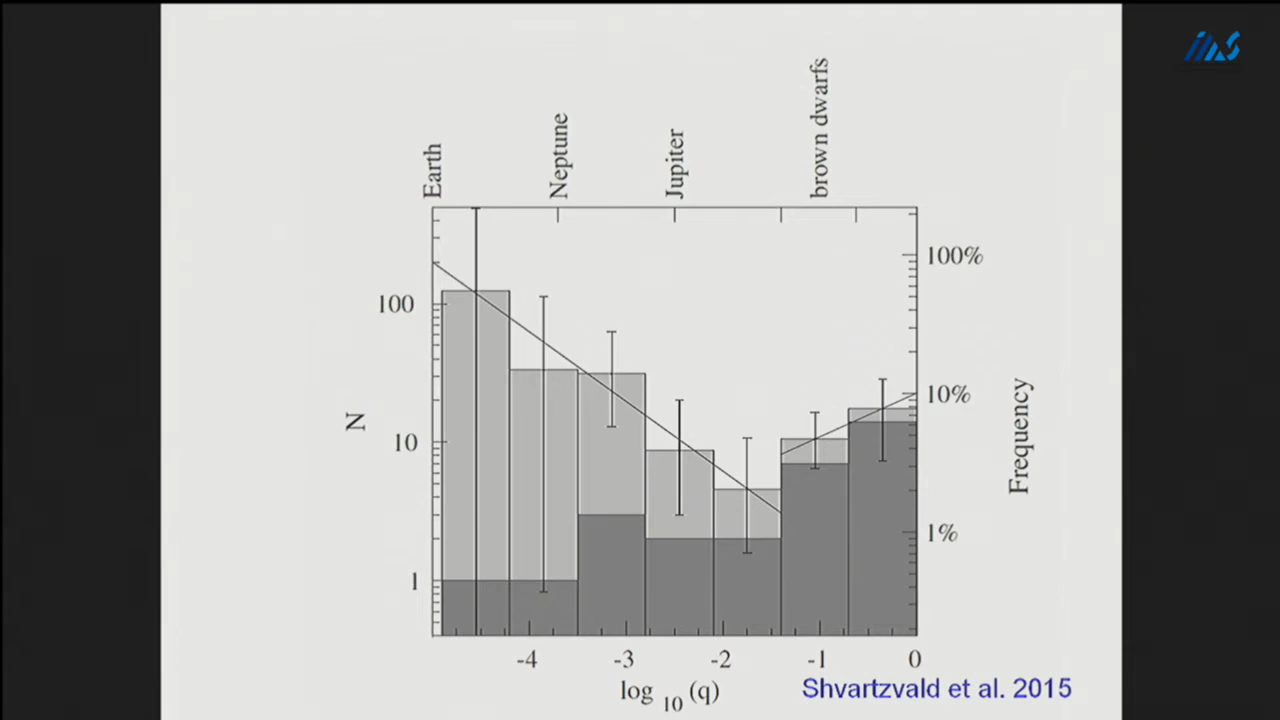 iias
Earth
Neptune
Jupiter
brown dwarfs
100%
100
N
10%
10
Frequency
1%
1
-4 -3 -2 -1 0
log 10 (q)
Shvartzvald et al. 2015